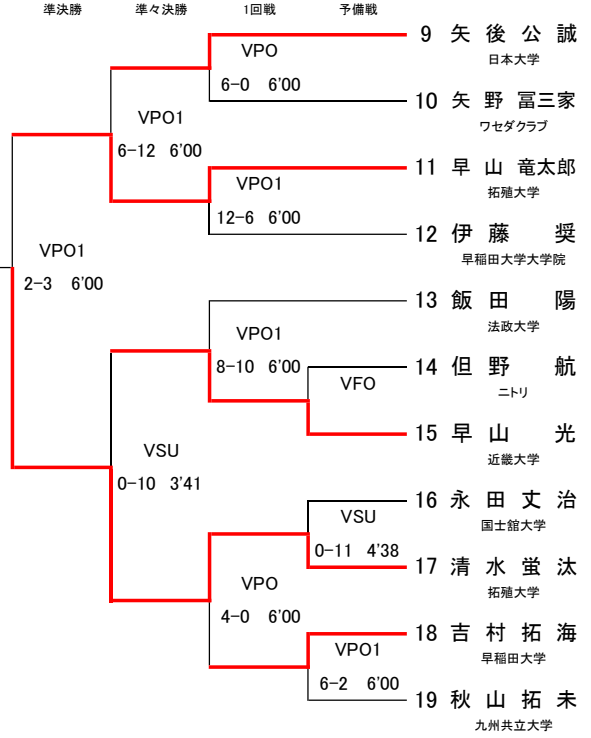 準決勝 準々決勝 1回戦 予備戦
9 矢後公誠
日本大学
VPO
6-0 6'00
10 矢野冨三家
ワセダクラブ
VPO1
6-12 6'00
11 早山竜太郎
拓殖大学
VPO1
12-6 6'00
12 伊藤奨
早稲田大学大学院
VPO1
2-3 6'00
13 飯田陽
法政大学
VPO1
8-10 6'00
14 但野航
ニトリ
VFO
15 早山光
近畿大学
VSU
0-10 3'41
16 永田丈治
国士舘大学
VSU
0-11 4'38
17 清水蛍汰
拓殖大学
VPO
4-0 6'00
18 吉村拓海
早稲田大学
VPO1
6-2 6'00
19 秋山拓未
九州共立大学